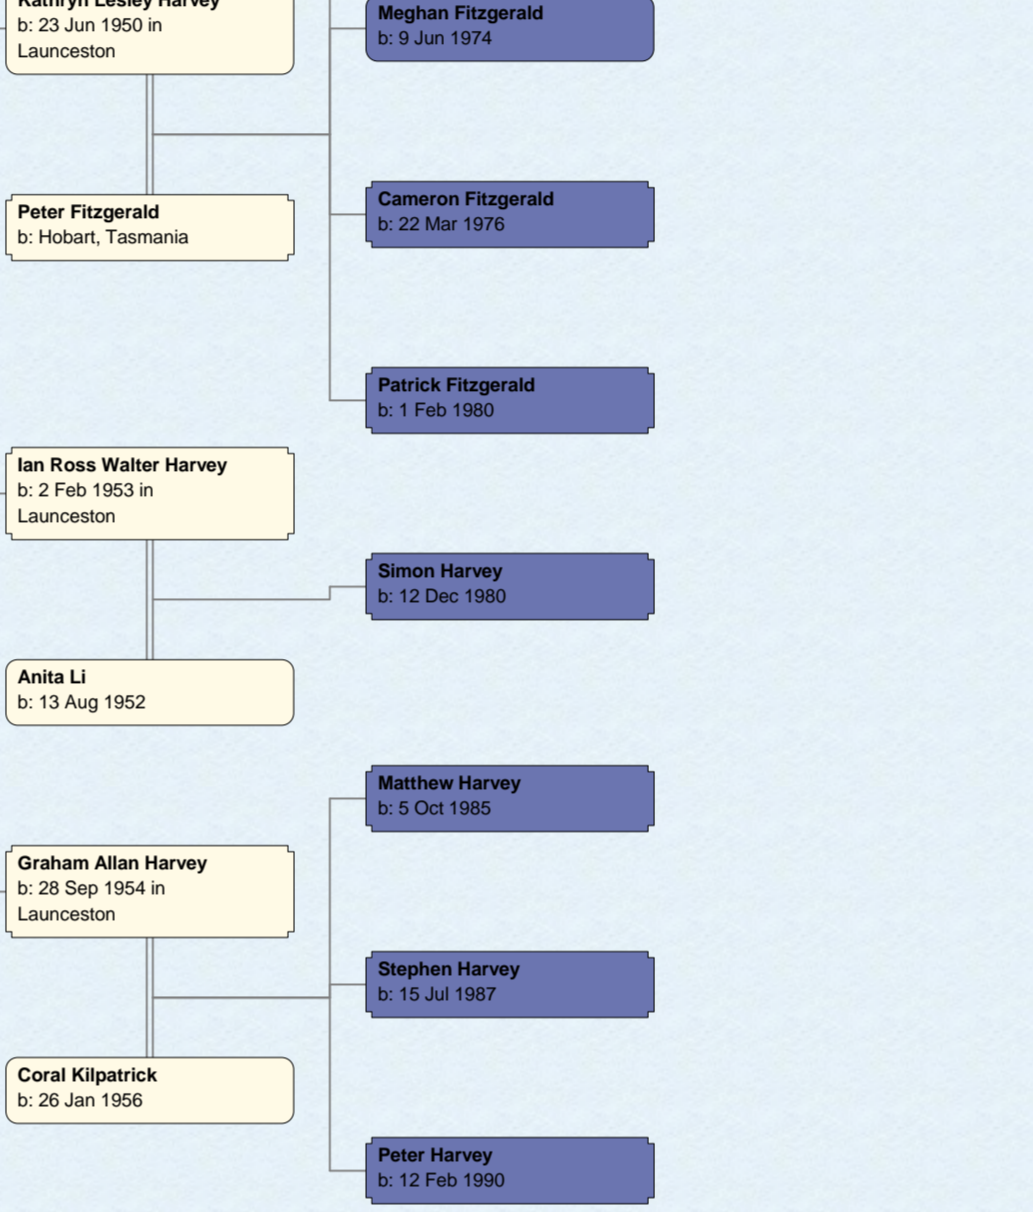 Kathryn Lesley Harvey
b: 23 Jun 1950 in
Launceston
Meghan Fitzgerald
b: 9 Jun 1974
Cameron Fitzgerald
b: 22 Mar 1976
Peter Fitzgerald
b: Hobart, Tasmania
Patrick Fitzgerald
b: 1 Feb 1980
Ian Ross Walter Harvey
b: 2 Feb 1953 in
Launceston
Simon Harvey
b: 12 Dec 1980
Anita Li
b: 13 Aug 1952
Matthew Harvey
b: 5 Oct 1985
Graham Allan Harvey
b: 28 Sep 1954 in
Launceston
Stephen Harvey
b: 15 Jul 1987
Coral Kilpatrick
b: 26 Jan 1956
Peter Harvey
b: 12 Feb 1990